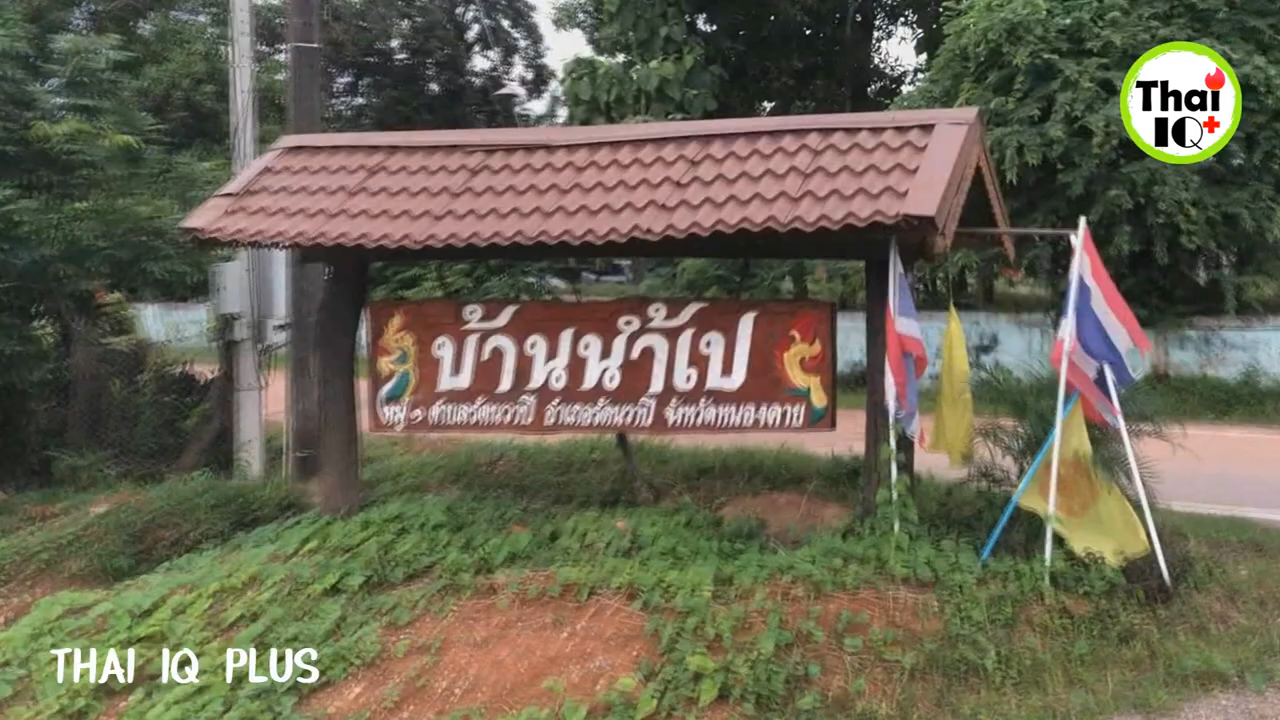 Thai
IQ+
บ้านน้ำเป
หมู่ ๑ ตำบลรัตนวาปี อำเภอรัตนวาปี จังหวัดหนองคาย
THAI IQ PLUS